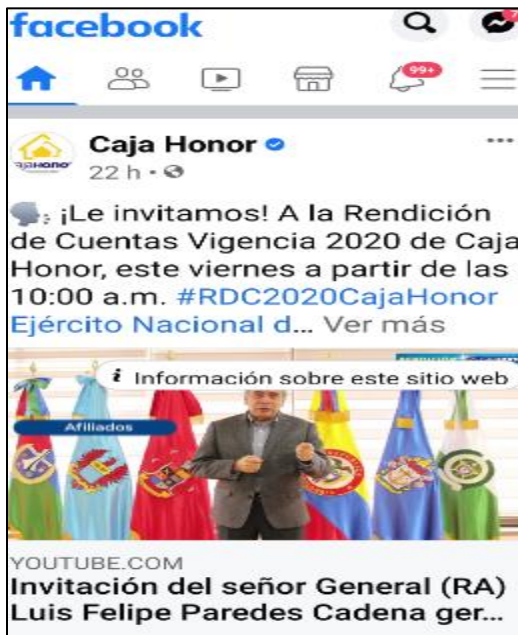 facebook
99+
Caja Honor
22 h
¡Le invitamos! A la Rendición
de Cuentas Vigencia 2020 de Caja
Honor, este viernes a partir de las
10:00 a.m. #RDC2020CajaHonor
Ejército Nacional d... Ver más
i Información sobre este sitio web
Afiliados
YOUTUBE.COM
Invitación del señor General (RA)
Luis Felipe Paredes Cadena ger...